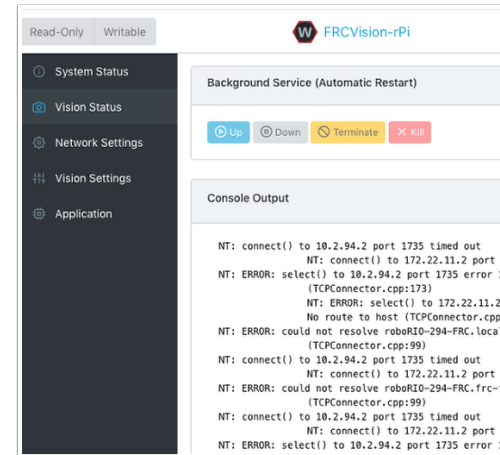 Read-Only Writable
W FRCVision-rPi
System Status
Vision Status
Network Settings
Vision Settings
Application
Background Service (Automatic Restart)
Up Down Terminate Kill
Console Output
NT: connect() to 10.2.94.2 port 1735 timed out
NT: connect() to 172.22.11.2 port
NT: ERROR: select() to 10.2.94.2 port 1735 error
(TCPConnector.cpp:173)
NT: ERROR: select() to 172.22.11.2
No route to host (TCPConnector.cpp
NT: ERROR: could not resolve roboRIO-294-FRC.loca
(TCPConnector.cpp:99)
NT: connect() to 10.2.94.2 port 1735 timed out
NT: connect() to 172.22.11.2 port
NT: ERROR: could not resolve roboRIO-294-FRC.frc-
(TCPConnector.cpp:99)
NT: connect() to 10.2.94.2 port 1735 timed out
NT: connect() to 172.22.11.2 port
NT: ERROR: select() to 10.2.94.2 port 1735 error